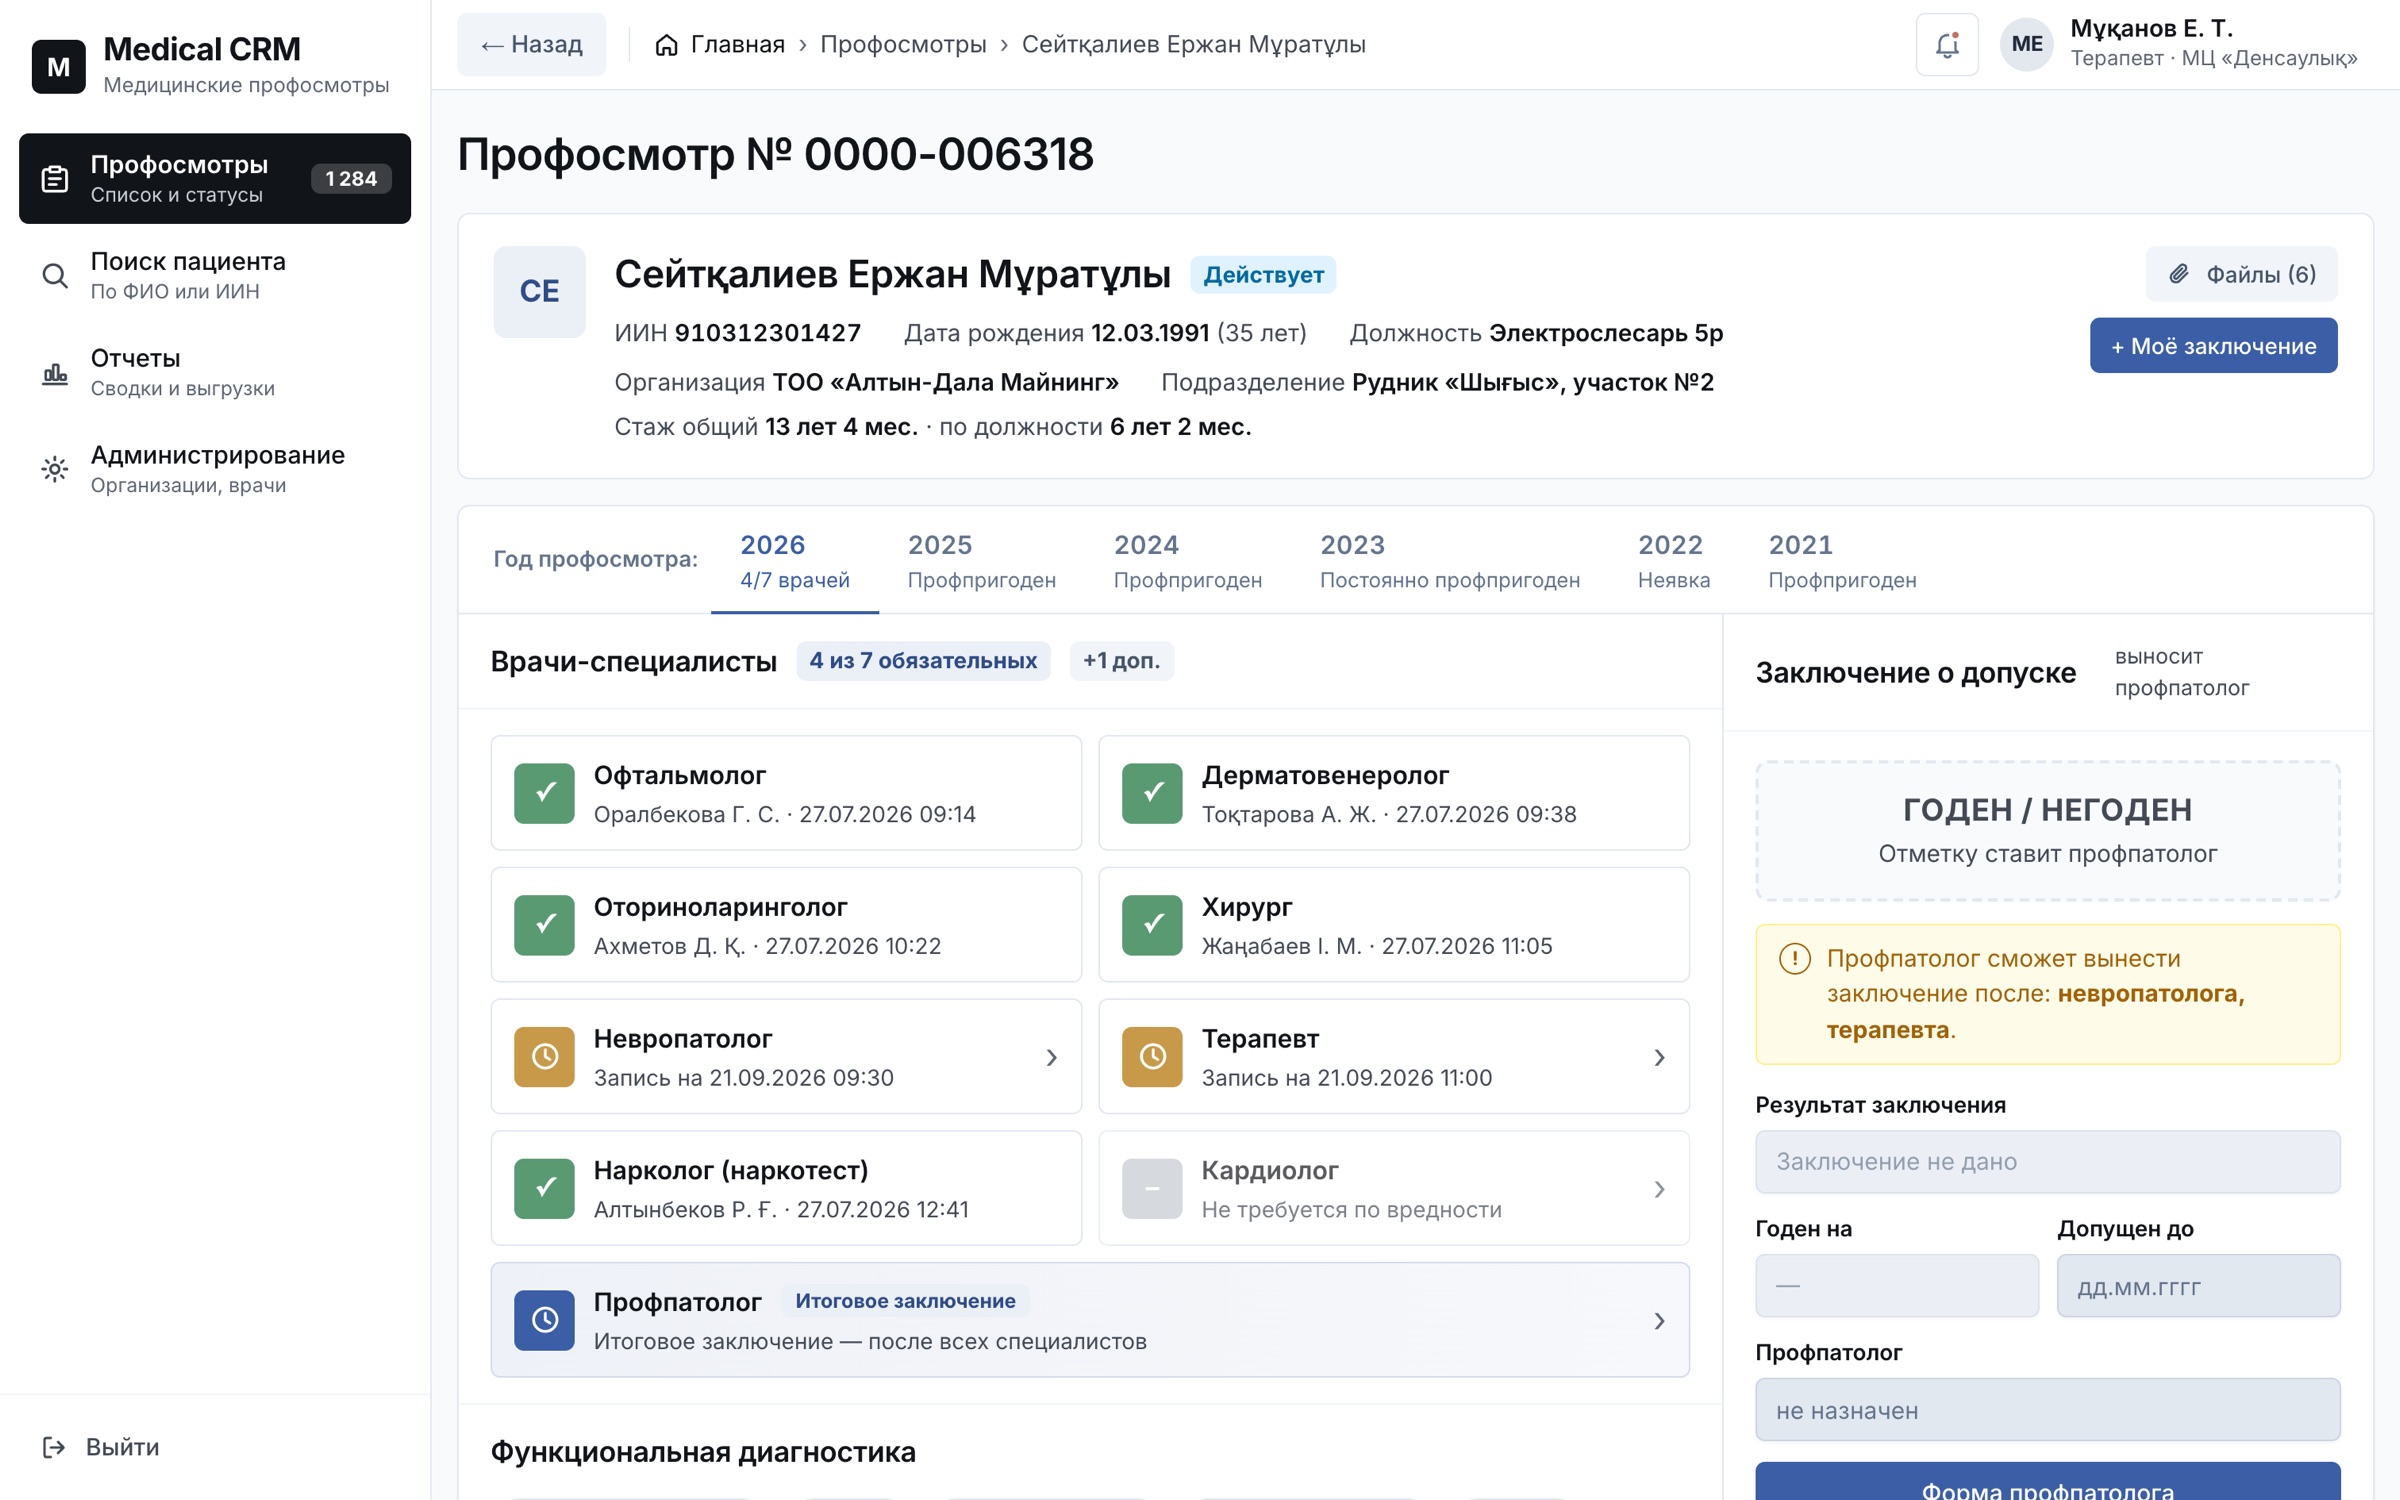 M
Medical CRM
Медицинские профосмотры
Профосмотры
Список и статусы
1 284
Поиск пациента
По ФИО или ИИН
Отчеты
Сводки и выгрузки
Администрирование
Организации, врачи
Выйти
← Назад
Главная › Профосмотры › Сейтқалиев Ержан Мұратұлы
ME
Мұқанов Е. Т.
Терапевт · МЦ «Денсаулық»
Профосмотр № 0000-006318
СЕ
Сейтқалиев Ержан Мұратұлы
Действует
ИИН 910312301427 Дата рождения 12.03.1991 (35 лет) Должность Электрослесарь 5р
Организация ТОО «Алтын-Дала Майнинг» Подразделение Рудник «Шығыс», участок №2
Стаж общий 13 лет 4 мес. · по должности 6 лет 2 мес.
Файлы (6)
+ Моё заключение
Год профосмотра:
2026
4/7 врачей
2025
Профпригоден
2024
Профпригоден
2023
Постоянно профпригоден
2022
Неявка
2021
Профпригоден
Врачи-специалисты
4 из 7 обязательных
+1 доп.
Офтальмолог
Оралбекова Г. С. · 27.07.2026 09:14
Дерматовенеролог
Тоқтарова А. Ж. · 27.07.2026 09:38
Оториноларинголог
Ахметов Д. Қ. · 27.07.2026 10:22
Хирург
Жаңабаев І. М. · 27.07.2026 11:05
Невропатолог
Запись на 21.09.2026 09:30
Терапевт
Запись на 21.09.2026 11:00
Нарколог (наркотест)
Алтынбеков Р. Ғ. · 27.07.2026 12:41
Кардиолог
Не требуется по вредности
Профпатолог
Итоговое заключение
Итоговое заключение — после всех специалистов
Функциональная диагностика
Заключение о допуске
выносит
профпатолог
ГОДЕН / НЕГОДЕН
Отметку ставит профпатолог
Профпатолог сможет вынести
заключение после: невропатолога,
терапевта.
Результат заключения
Заключение не дано
Годен на
—
Допущен до
дд.мм.гггг
Профпатолог
не назначен
Форма профпатолога